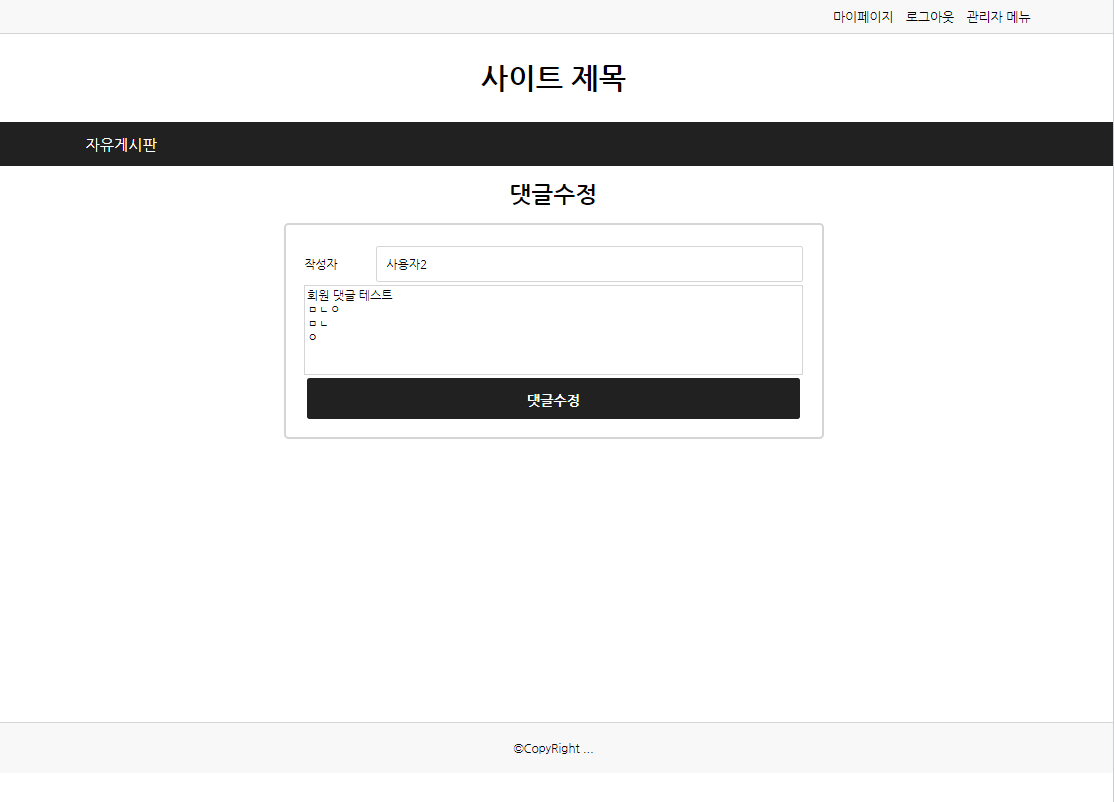 마이페이지 로그아웃 관리자 메뉴
사이트 제목
자유게시판
댓글수정
작성자 사용자2
회원 댓글 테스트
ㅁㄴㅇ
ㅁㄴ
ㅇ
댓글수정
©CopyRight ...